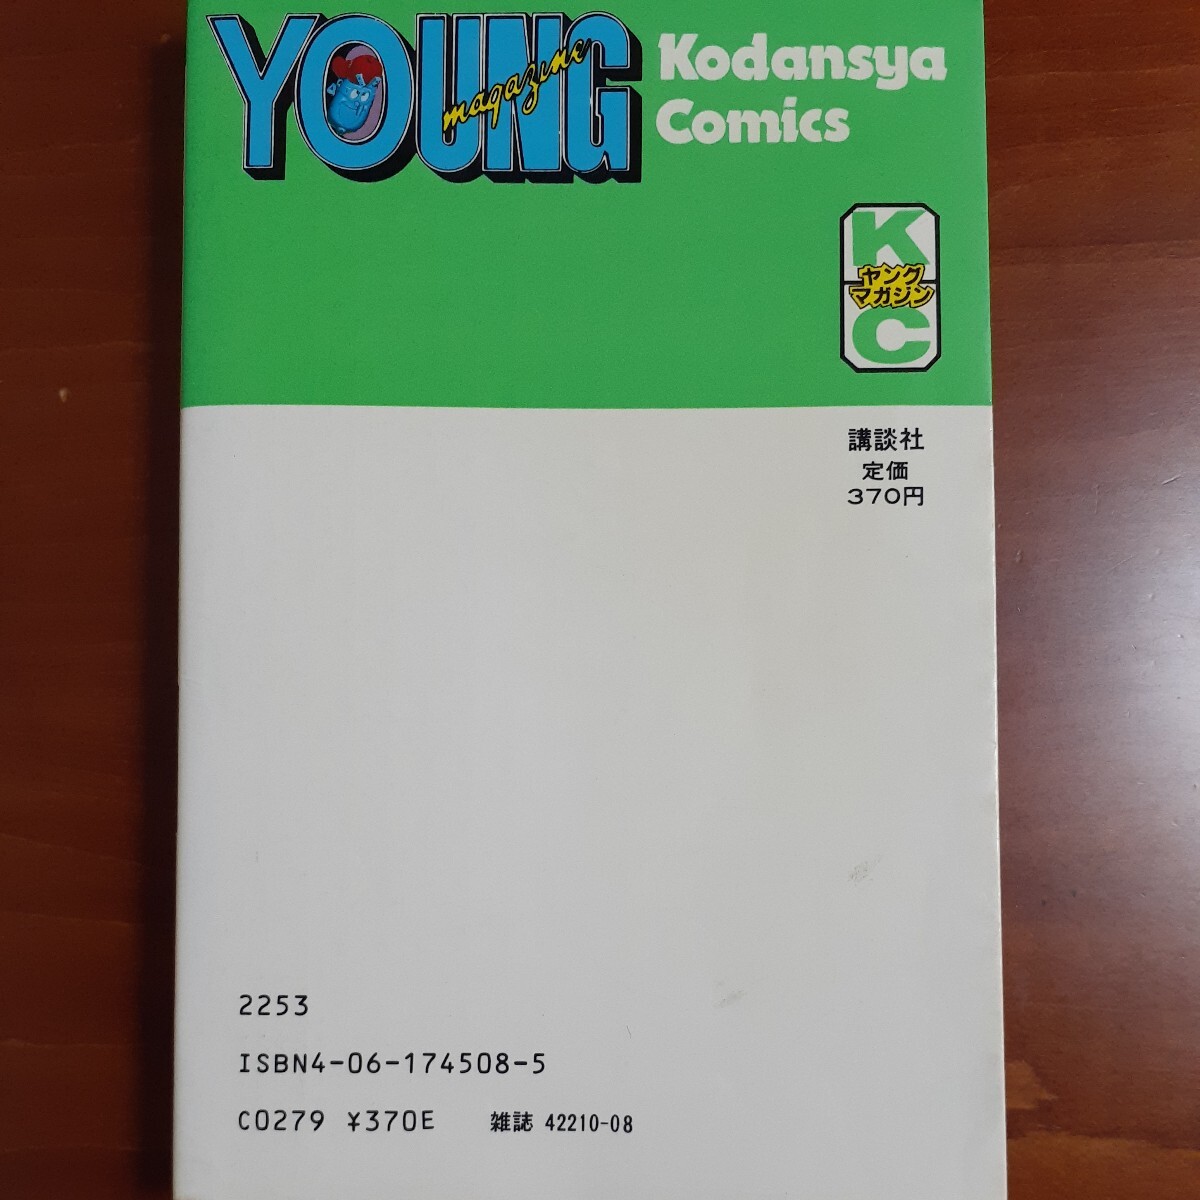 YOUNG
magazine
Kodansya
Comics
K
ヤング
マガジン
C
講談社
定価
370円
2253
ISBN4-06-174508-5
C0279 ¥370E 雑誌 42210-08